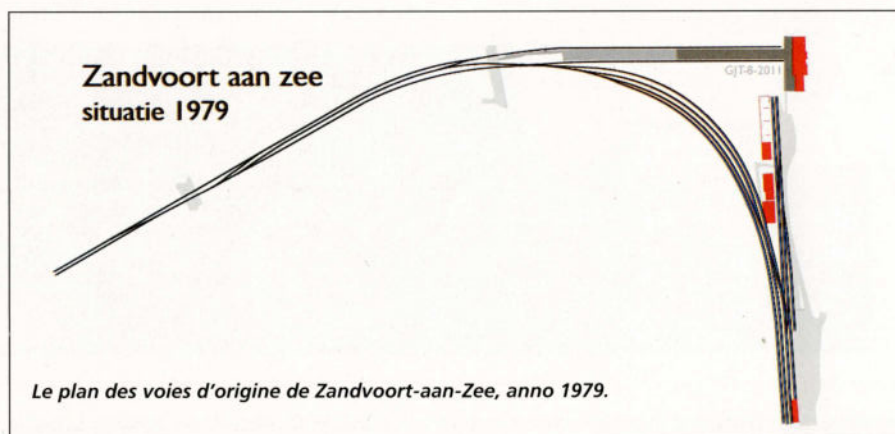 Zandvoort aan zee
situatie 1979
GJT-8-2011
Le plan des voies d'origine de Zandvoort-aan-Zee, anno 1979.